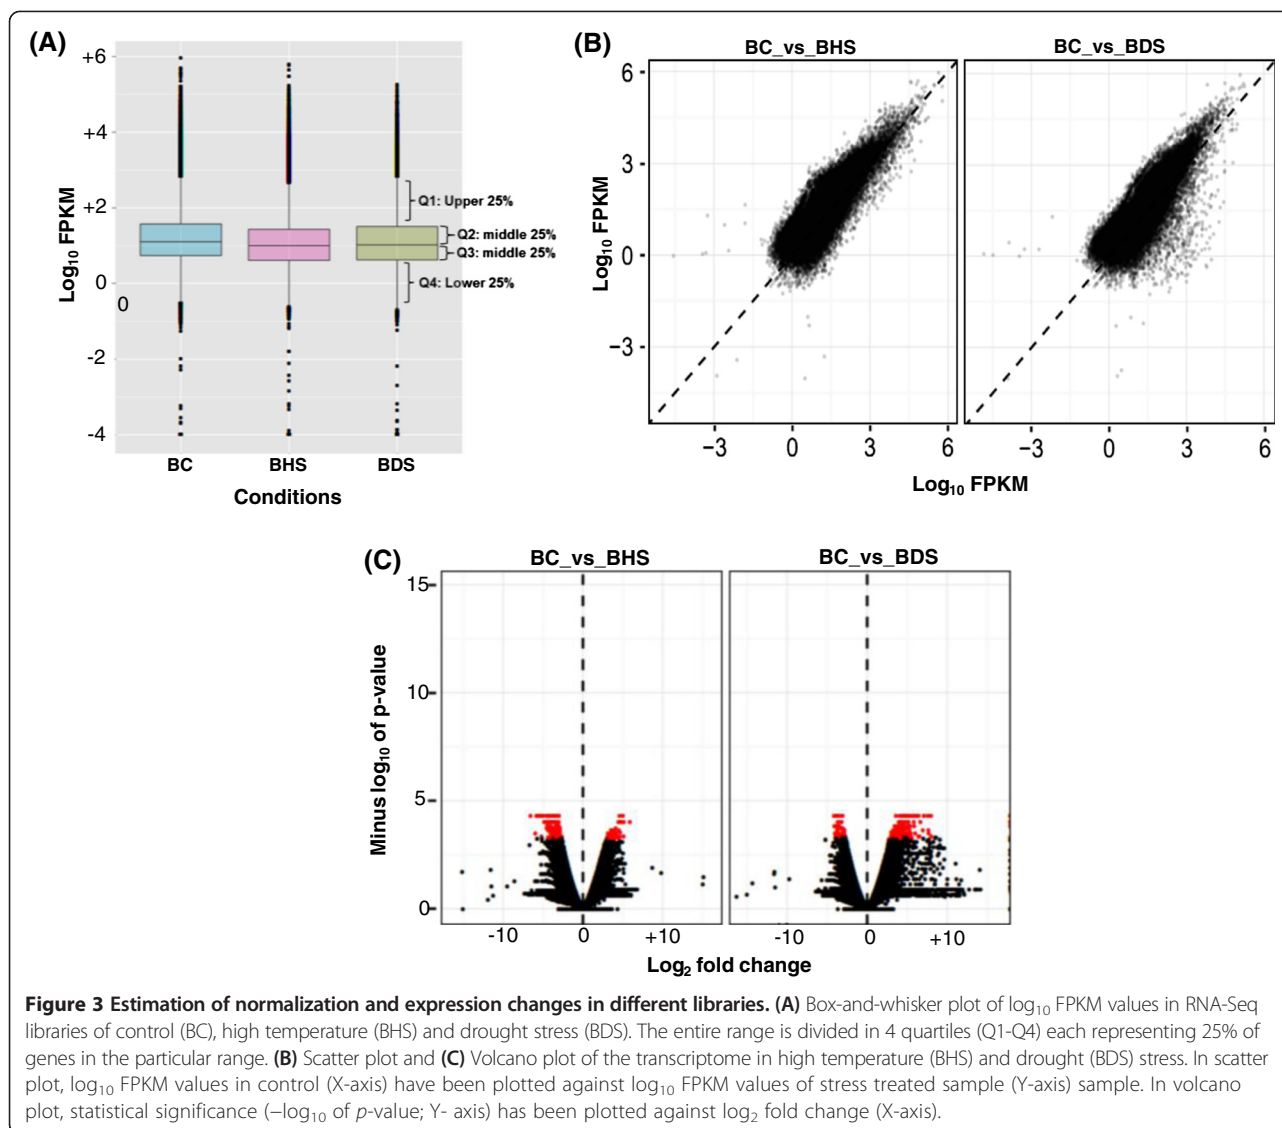 (A)
+6
+4
+2
0
0
-2
-4
Log10 FPKM
Q1: Upper 25%
Q2: middle 25%
Q3: middle 25%
Q4: Lower 25%
BC
BHS
BDS
Conditions
(B)
BC_vs_BHS
BC_vs_BDS
6
3
0
−3
Log10 FPKM
−3
0
3
6
−3
0
3
6
Log10 FPKM
(C)
BC_vs_BHS
BC_vs_BDS
15
10
5
0
Minus log10 of p-value
-10
0
+10
-10
0
+10
Log2 fold change
Figure 3 Estimation of normalization and expression changes in different libraries. (A) Box-and-whisker plot of log10 FPKM values in RNA-Seq
libraries of control (BC), high temperature (BHS) and drought stress (BDS). The entire range is divided in 4 quartiles (Q1-Q4) each representing 25% of
genes in the particular range. (B) Scatter plot and (C) Volcano plot of the transcriptome in high temperature (BHS) and drought (BDS) stress. In scatter
plot, log10 FPKM values in control (X-axis) have been plotted against log10 FPKM values of stress treated sample (Y-axis) sample. In volcano
plot, statistical significance (−log10 of p-value; Y- axis) has been plotted against log2 fold change (X-axis).